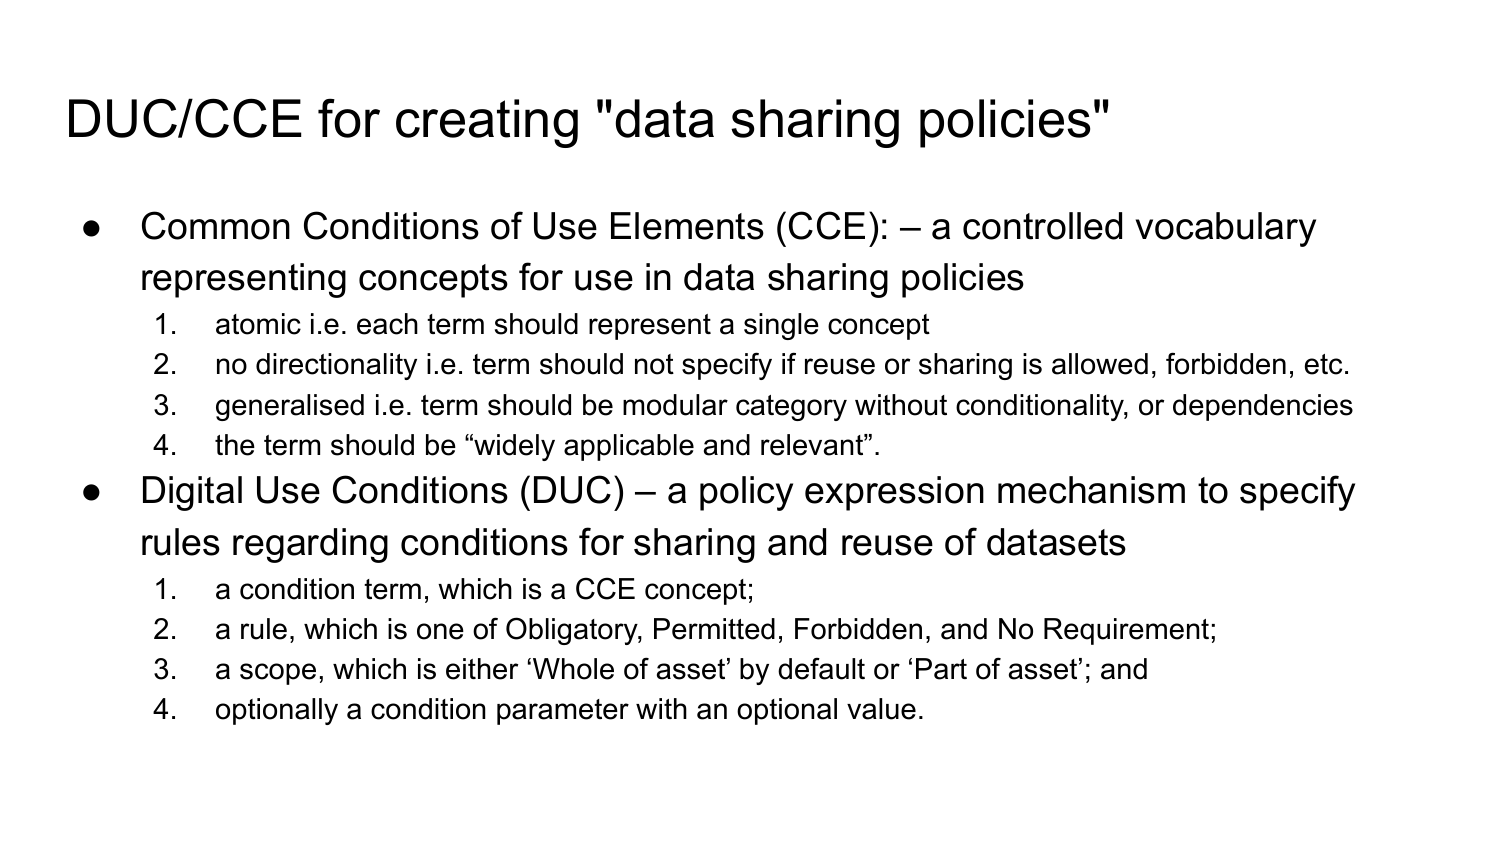 DUC/CCE for creating "data sharing policies"
● Common Conditions of Use Elements (CCE): – a controlled vocabulary
representing concepts for use in data sharing policies
1. atomic i.e. each term should represent a single concept
2. no directionality i.e. term should not specify if reuse or sharing is allowed, forbidden, etc.
3. generalised i.e. term should be modular category without conditionality, or dependencies
4. the term should be “widely applicable and relevant”.
● Digital Use Conditions (DUC) – a policy expression mechanism to specify
rules regarding conditions for sharing and reuse of datasets
1. a condition term, which is a CCE concept;
2. a rule, which is one of Obligatory, Permitted, Forbidden, and No Requirement;
3. a scope, which is either ‘Whole of asset’ by default or ‘Part of asset’; and
4. optionally a condition parameter with an optional value.